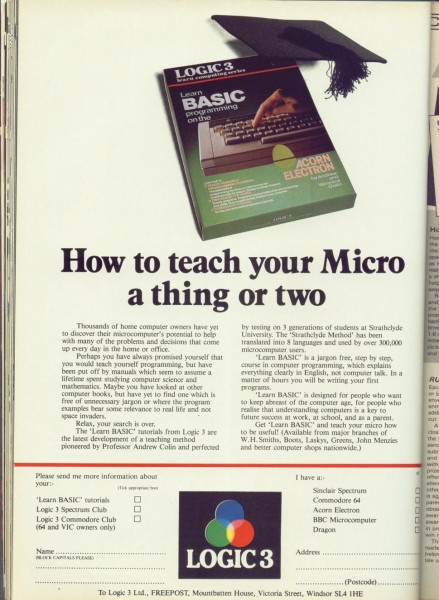 LOGIC 3
learn computing series
Learn
BASIC
programming
on the
ACORN
ELECTRON
How to teach your Micro
a thing or two
Thousands of home computer owners have yet
to discover their microcomputer's potential to help
with many of the problems and decisions that come
up every day in the home or office.
Perhaps you have always promised yourself that
you would teach yourself programming, but have
been put off by manuals which seem to assume a
lifetime spent studying computer science and
mathematics. Maybe you have looked at other
computer books, but have yet to find one which is
free of unnecessary jargon or where the program
examples bear some relevance to real life and not
space invaders.
Relax, your search is over.
The 'Learn BASIC' tutorials from Logic 3 are
the latest development of a teaching method
pioneered by Professor Andrew Colin and perfected
by testing on 3 generations of students at Strathclyde
University. The 'Strathclyde Method' has been
translated into 8 languages and used by over 300,000
microcomputer users.
'Learn BASIC' is a jargon free, step by step,
course in computer programming, which explains
everything clearly in English, not computer talk. In a
matter of hours you will be writing your first
programs.
'Learn BASIC' is designed for people who want
to keep abreast of the computer age, for people who
realise that understanding computers is a key to
future success at work, at school, and as a parent.
Get 'Learn BASIC' and teach your micro how
to be useful! (Available from major branches of
W.H. Smiths, Boots, Laskys, Greens, John Menzies
and better computer shops nationwide.)
Please send me more information about
your:-
(Tick appropriate box)
'Learn BASIC' tutorials
Logic 3 Spectrum Club
Logic 3 Commodore Club
(64 and VIC owners only)
Name
(BLOCK CAPITALS PLEASE)
LOGIC 3
I have a:-
Sinclair Spectrum
Commodore 64
Acorn Electron
BBC Microcomputer
Dragon
Address
(Postcode)
To Logic 3 Ltd., FREEPOST, Mountbatten House, Victoria Street, Windsor SL4 1HE